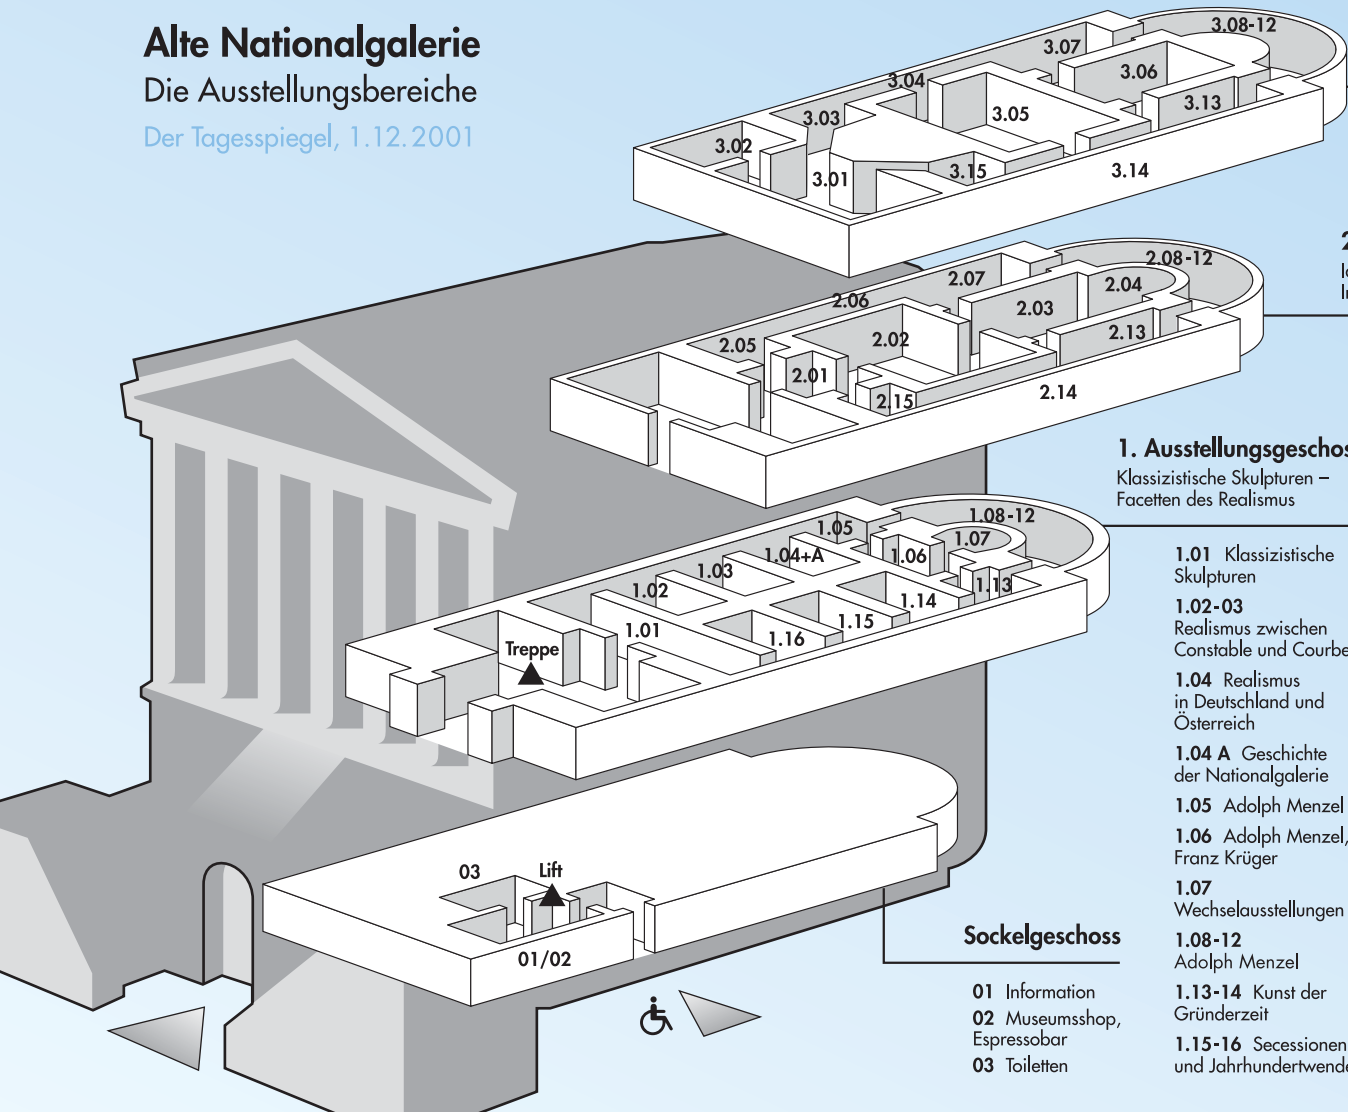 Alte Nationalgalerie
Die Ausstellungsbereiche
Der Tagesspiegel, 1.12.2001
3.08-12
3.07
3.06
3.04
3.13
3.05
3.03
3.02
3.01
3.15
3.14
2.08-12
2.07
2.04
2.06
2.03
2.13
2.05
2.02
2.01
2.15
2.14
1. Ausstellungsgeschoss
Klassizistische Skulpturen –
Facetten des Realismus
1.08-12
1.05
1.07
1.04+A
1.06
1.03
1.13
1.02
1.14
1.15
1.01
1.16
Treppe
1.01 Klassizistische
Skulpturen
1.02-03
Realismus zwischen
Constable und
1.04 Realismus
in Deutschland und
Österreich
1.04 A Geschichte
der Nationalgalerie
1.05 Adolph Menzel
1.06 Adolph Menzel,
Franz Krüger
1.07
Wechselausstellungen
1.08-12
Adolph Menzel
1.13-14 Kunst der
Gründerzeit
1.15-16 Secessionen
und Jahrhundertwende
03
Lift
01/02
Sockelgeschoss
01 Information
02 Museumsshop,
Espressobar
03 Toiletten